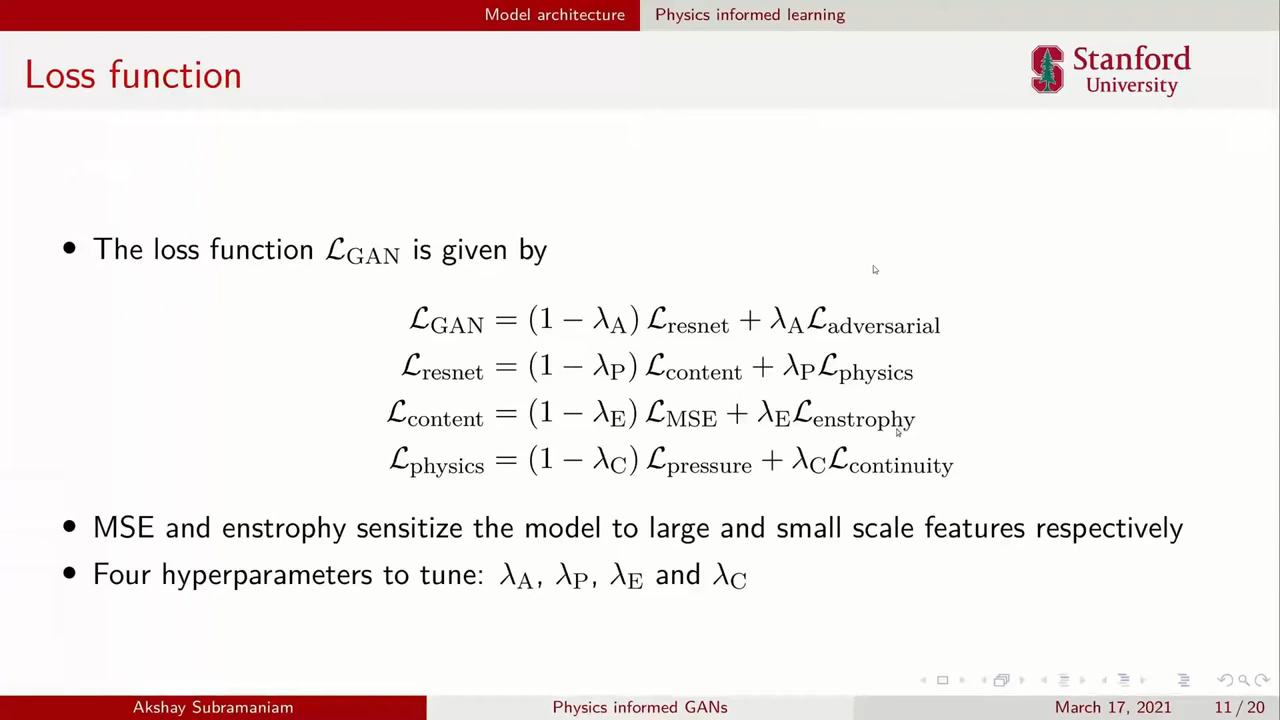 Model architecture Physics informed learning
Loss function
Stanford
University
• The loss function ℒ_GAN is given by
ℒ_GAN = (1 − λ_A) ℒ_resnet + λ_A ℒ_adversarial
ℒ_resnet = (1 − λ_P) ℒ_content + λ_P ℒ_physics
ℒ_content = (1 − λ_E) ℒ_MSE + λ_E ℒ_enstrophy
ℒ_physics = (1 − λ_C) ℒ_pressure + λ_C ℒ_continuity
• MSE and enstrophy sensitize the model to large and small scale features respectively
• Four hyperparameters to tune: λ_A, λ_P, λ_E and λ_C
Akshay Subramaniam Physics informed GANs March 17, 2021 11 / 20